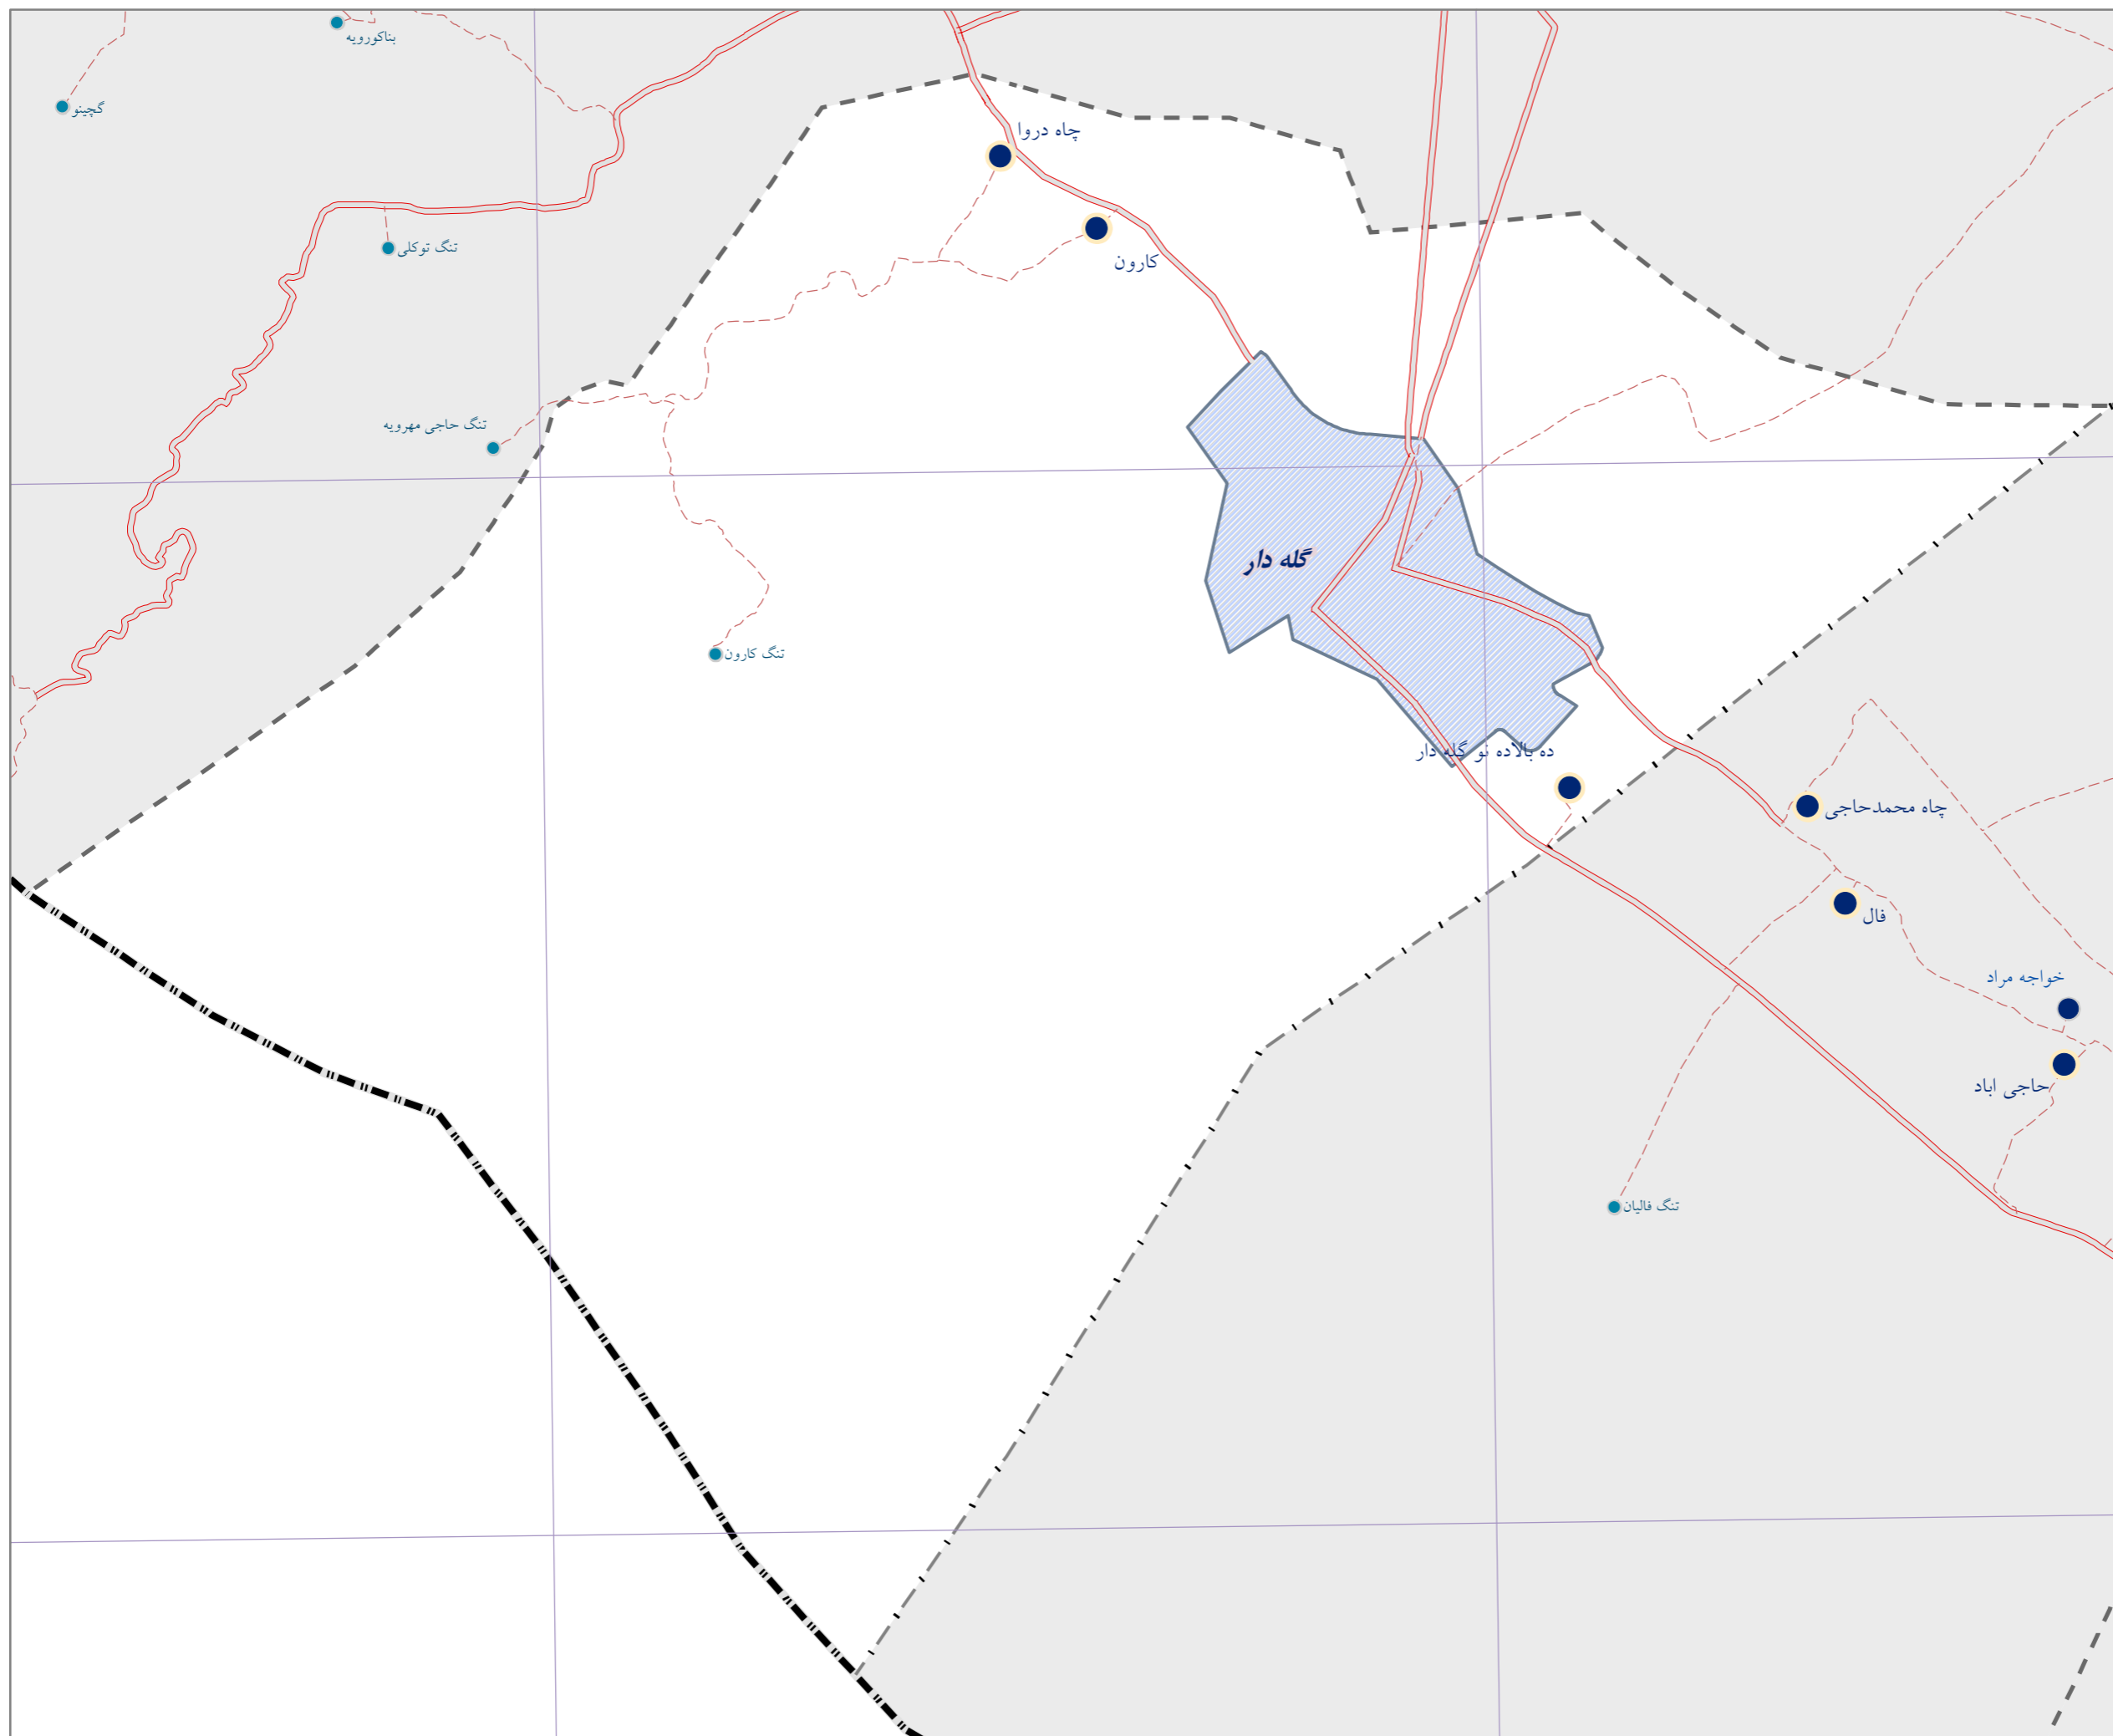 بناکورویه
گچینو
چاه دروا
تنگ توکلی
کارون
تنگ حاجی مهرویه
گله دار
تنگ کارون
ده بالاده نو گله دار
چاه محمدحاجی
فال
خواجه مراد
حاجی اباد
تنگ فالیان